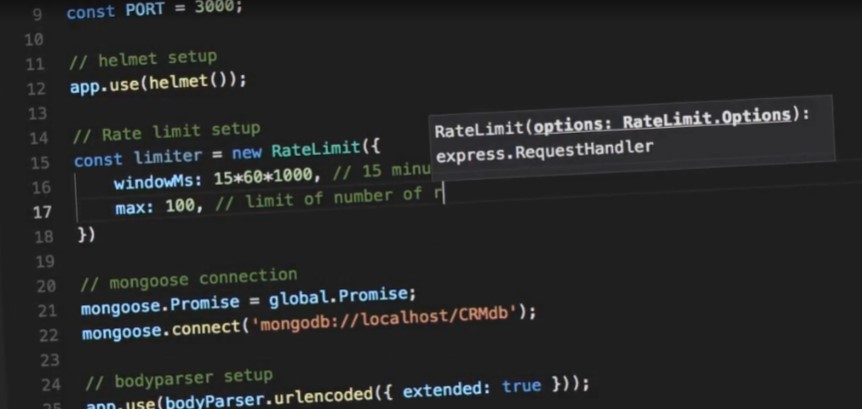 9 const PORT = 3000;
10
11 // helmet setup
12 app.use(helmet());
13
14 // Rate limit setup
15 const limiter = new RateLimit({
16 windowMs: 15*60*1000, // 15 minu
17 max: 100, // limit of number of r
18 })
19
20 // mongoose connection
21 mongoose.Promise = global.Promise;
22 mongoose.connect('mongodb://localhost/CRMdb');
23
24 // bodyparser setup
25 app.use(bodyParser.urlencoded({ extended: true }));
RateLimit(options: RateLimit.Options):
express.RequestHandler